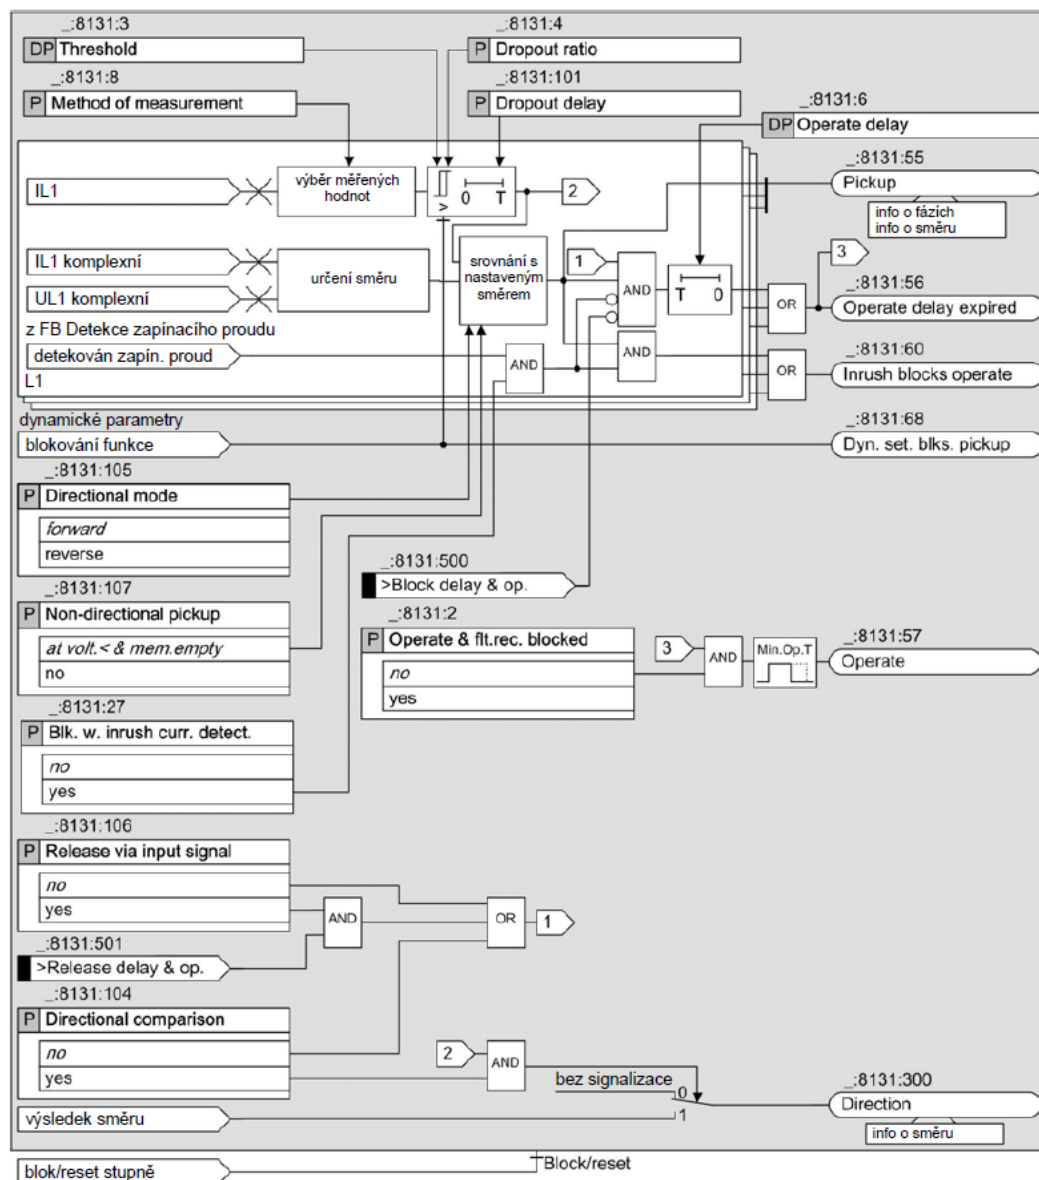 _:8131:3
DP Threshold
_:8131:4
P Dropout ratio
_:8131:8
P Method of measurement
_:8131:101
P Dropout delay
_:8131:6
DP Operate delay
IL1
výběr měřených
hodnot
>
0 T
2
_:8131:55
Pickup
info o fázích
info o směru
IL1 komplexní
UL1 komplexní
určení směru
srovnání s
nastaveným
směrem
1
AND
T 0
OR
3
_:8131:56
Operate delay expired
z FB Detekce zapínacího proudu
detekován zapín. proud
L1
AND
AND
OR
_:8131:60
Inrush blocks operate
dynamické parametry
blokování funkce
_:8131:68
Dyn. set. blks. pickup
_:8131:105
P Directional mode
forward
reverse
_:8131:107
P Non-directional pickup
at volt.< & mem.empty
no
_:8131:500
>Block delay & op.
_:8131:2
P Operate & flt.rec. blocked
no
yes
3
AND
Min.Op.T
_:8131:57
Operate
_:8131:27
P Blk. w. inrush curr. detect.
no
yes
_:8131:106
P Release via input signal
no
yes
AND
OR
1
_:8131:501
>Release delay & op.
_:8131:104
P Directional comparison
no
yes
2
AND
bez signalizace
0
1
_:8131:300
Direction
info o směru
výsledek směru
blok/reset stupně
Block/reset